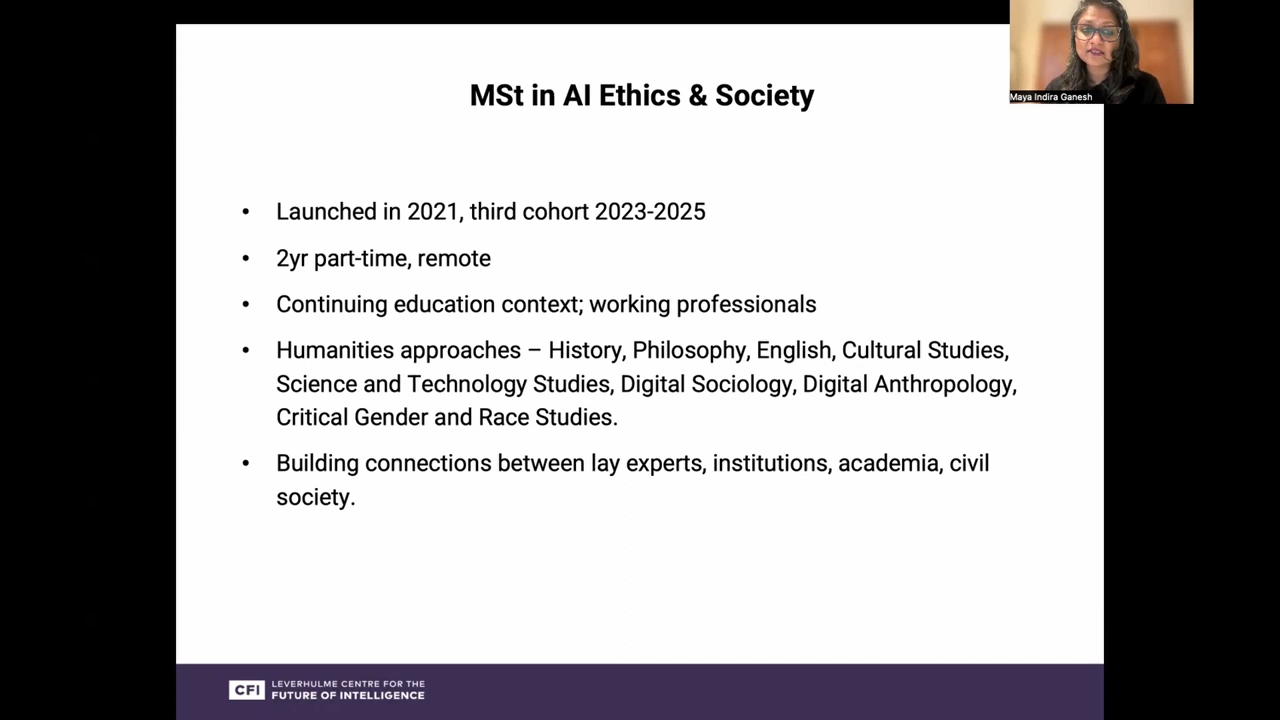 MSt in AI Ethics & Society
Maya Indira Ganesh
• Launched in 2021, third cohort 2023-2025
• 2yr part-time, remote
• Continuing education context; working professionals
• Humanities approaches – History, Philosophy, English, Cultural Studies,
Science and Technology Studies, Digital Sociology, Digital Anthropology,
Critical Gender and Race Studies.
• Building connections between lay experts, institutions, academia, civil
society.
CFI
LEVERHULME CENTRE FOR THE
FUTURE OF INTELLIGENCE